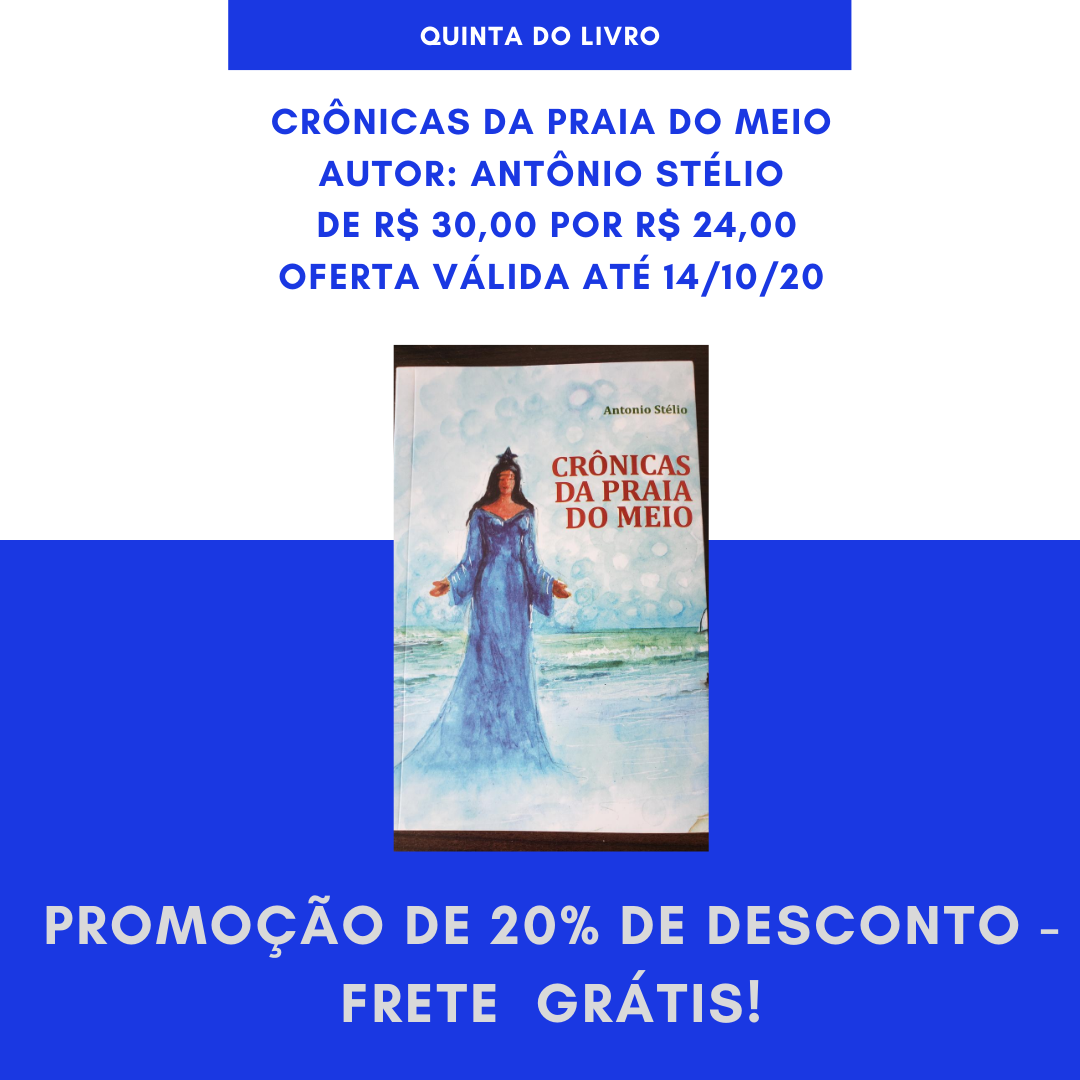 QUINTA DO LIVRO
CRÔNICAS DA PRAIA DO MEIO
AUTOR: ANTÔNIO STÉLIO
DE R$ 30,00 POR R$ 24,00
OFERTA VÁLIDA ATÉ 14/10/20
Antonio Stélio
CRÔNICAS
DA PRAIA
DO MEIO
PROMOÇÃO DE 20% DE DESCONTO -
FRETE GRÁTIS!